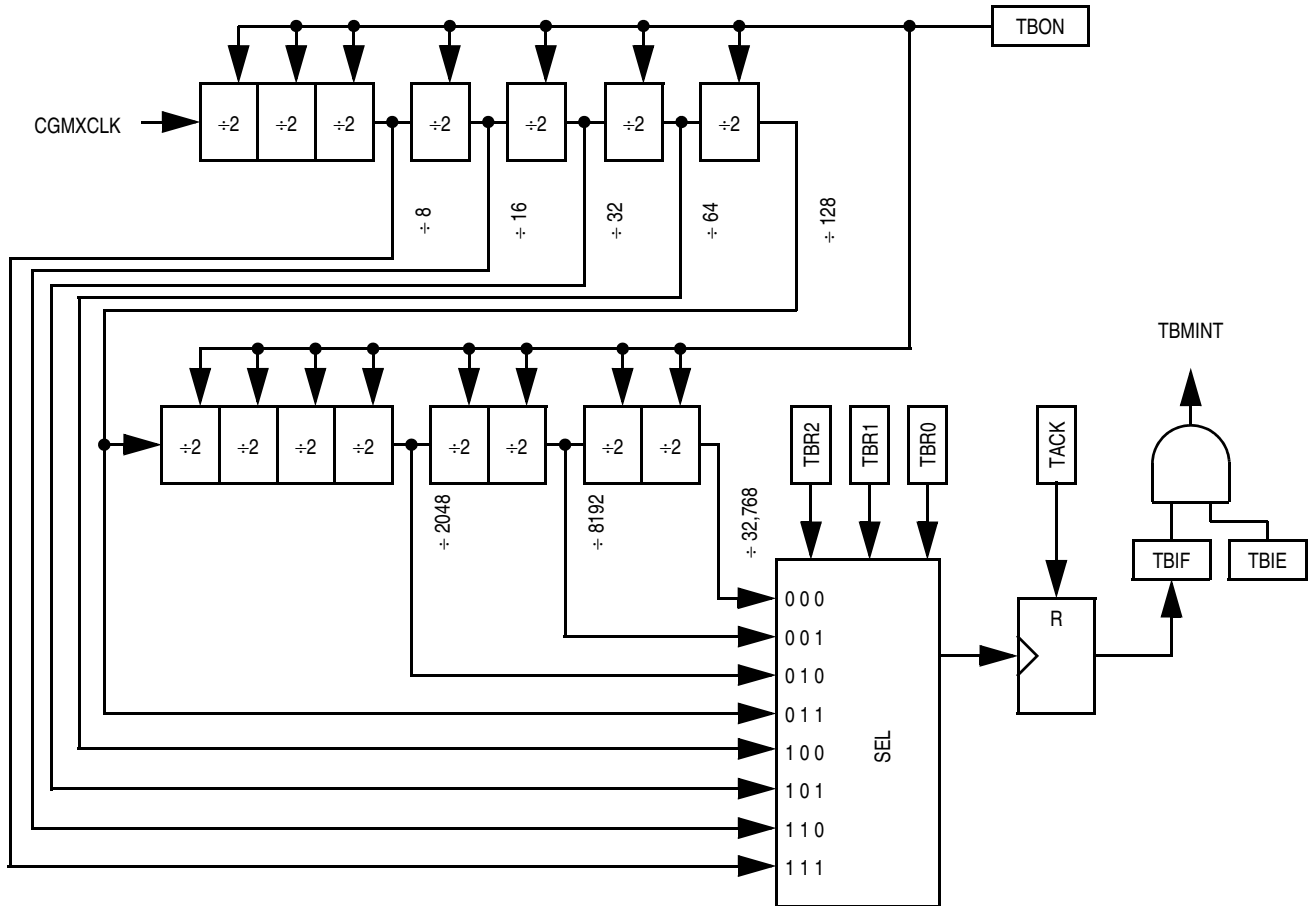 TBON
CGMXCLK
÷2
÷2
÷2
÷2
÷2
÷2
÷2
÷ 8
÷ 16
÷ 32
÷ 64
÷ 128
TBMINT
÷2
÷2
÷2
÷2
÷2
÷2
÷2
÷2
TBR2
TBR1
TBR0
TACK
÷ 2048
÷ 8192
÷ 32,768
TBIF
TBIE
0 0 0
0 0 1
0 1 0
0 1 1
1 0 0
1 0 1
1 1 0
1 1 1
SEL
R